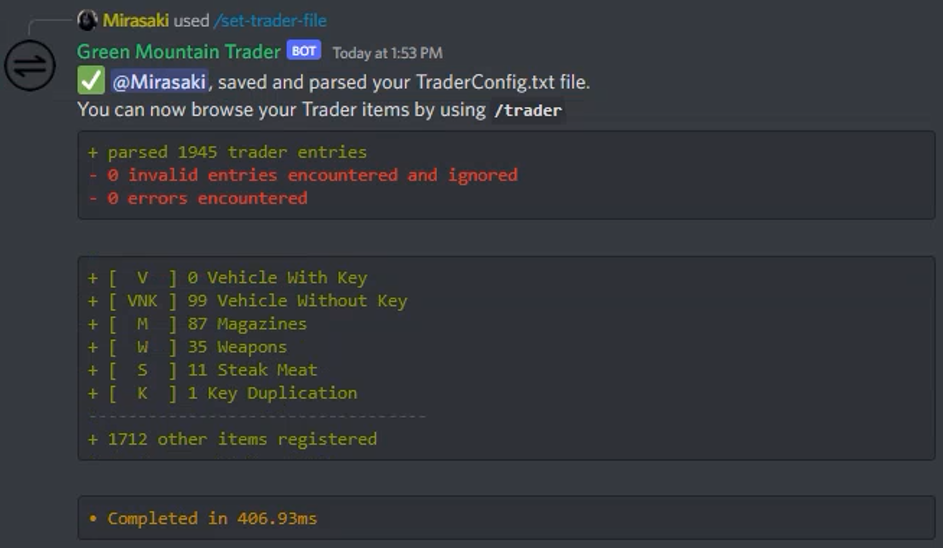 Mirasaki used /set-trader-file
Green Mountain Trader BOT Today at 1:53 PM
@Mirasaki, saved and parsed your TraderConfig.txt file.
You can now browse your Trader items by using /trader
+ parsed 1945 trader entries
- 0 invalid entries encountered and ignored
- 0 errors encountered
+ [ V ] 0 Vehicle With Key
+ [ VNK ] 99 Vehicle Without Key
+ [ M ] 87 Magazines
+ [ W ] 35 Weapons
+ [ S ] 11 Steak Meat
+ [ K ] 1 Key Duplication
----------------------------------
+ 1712 other items registered
• Completed in 406.93ms